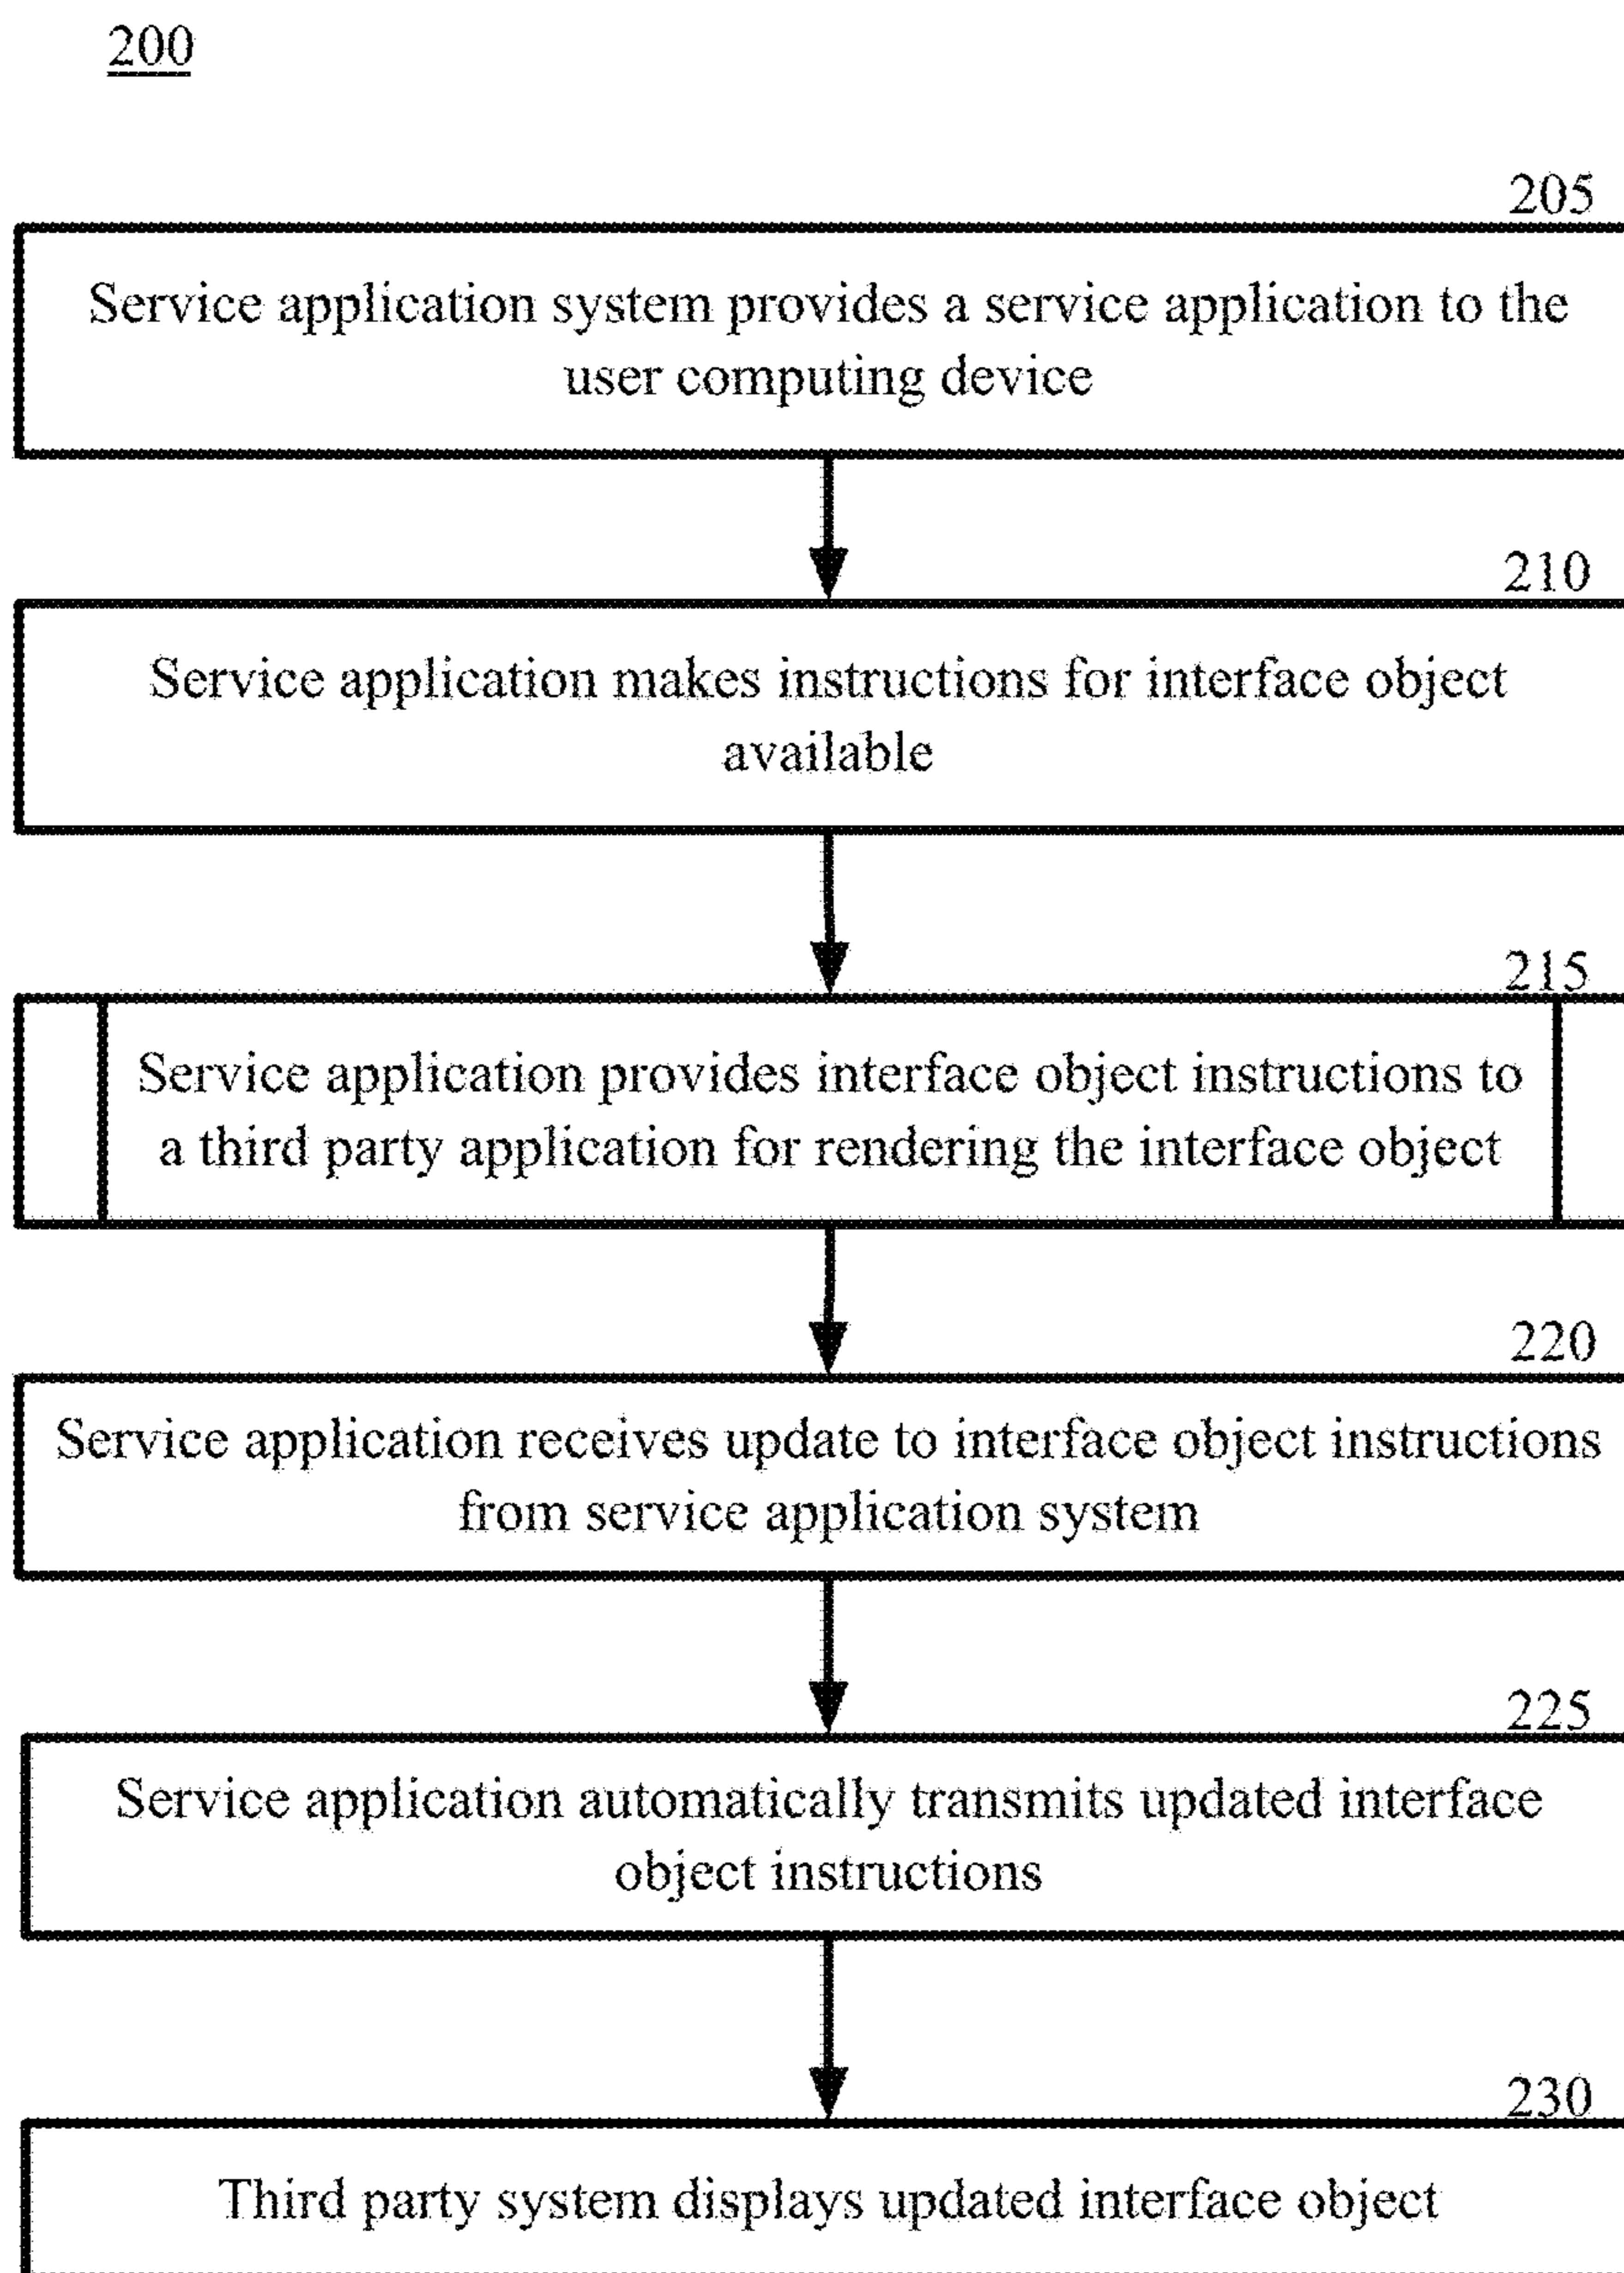 200
205
Service application system provides a service application to the
user computing device
210
Service application makes instructions for interface object
available
215
Service application provides interface object instructions to
a third party application for rendering the interface object
220
Service application receives update to interface object instructions
from service application system
225
Service application automatically transmits updated interface
object instructions
230
Third party system displays updated interface object